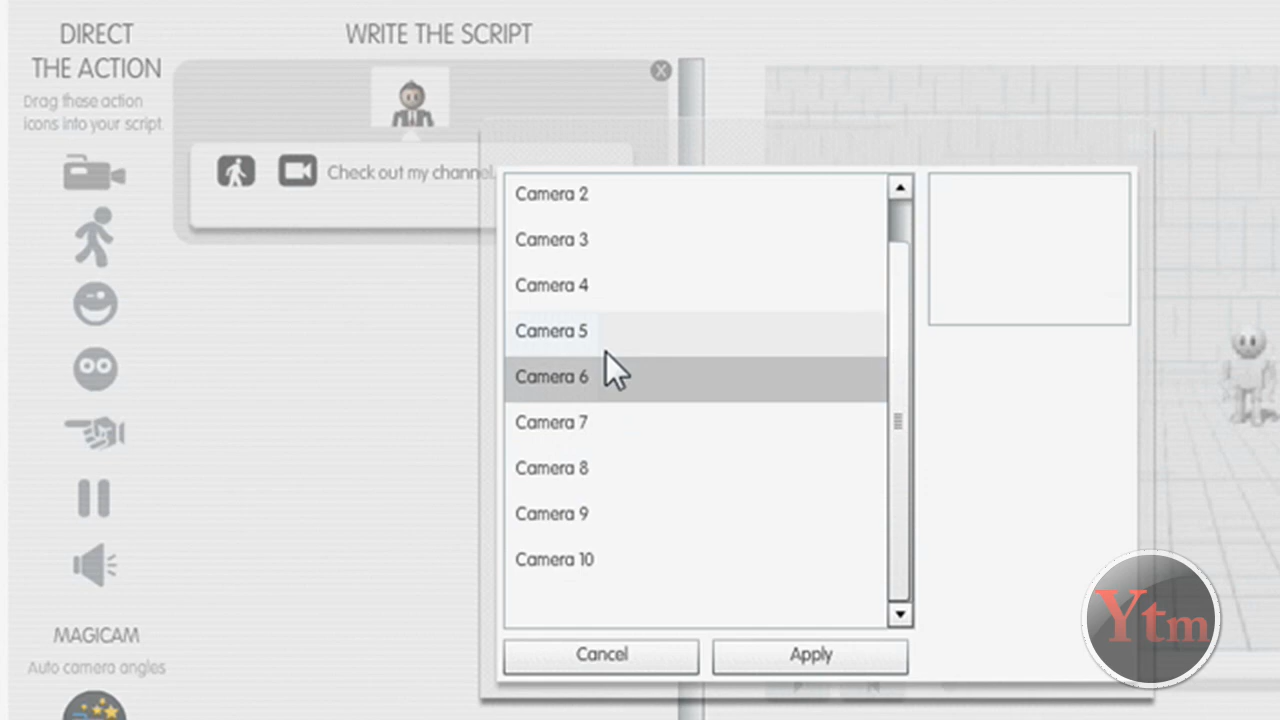 DIRECT
THE ACTION
Drag these action
icons into your script.
WRITE THE SCRIPT
Check out my channel.
Camera 2
Camera 3
Camera 4
Camera 5
Camera 6
Camera 7
Camera 8
Camera 9
Camera 10
Cancel
Apply
MAGICAM
Auto camera angles
Ytm